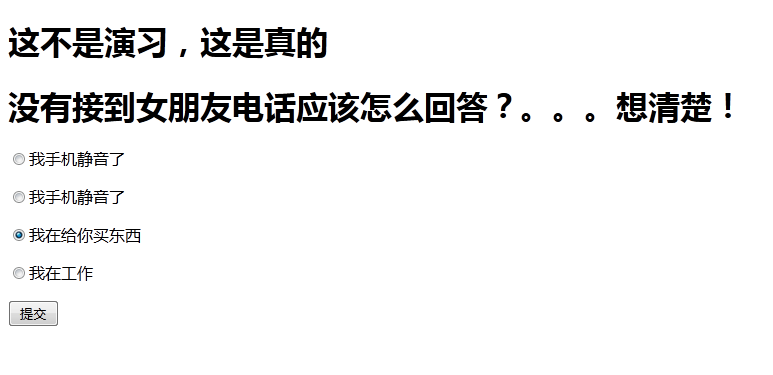 这不是演习，这是真的
没有接到女朋友电话应该怎么回答？。。。想清楚！
我手机静音了
我手机静音了
我在给你买东西
我在工作
提交